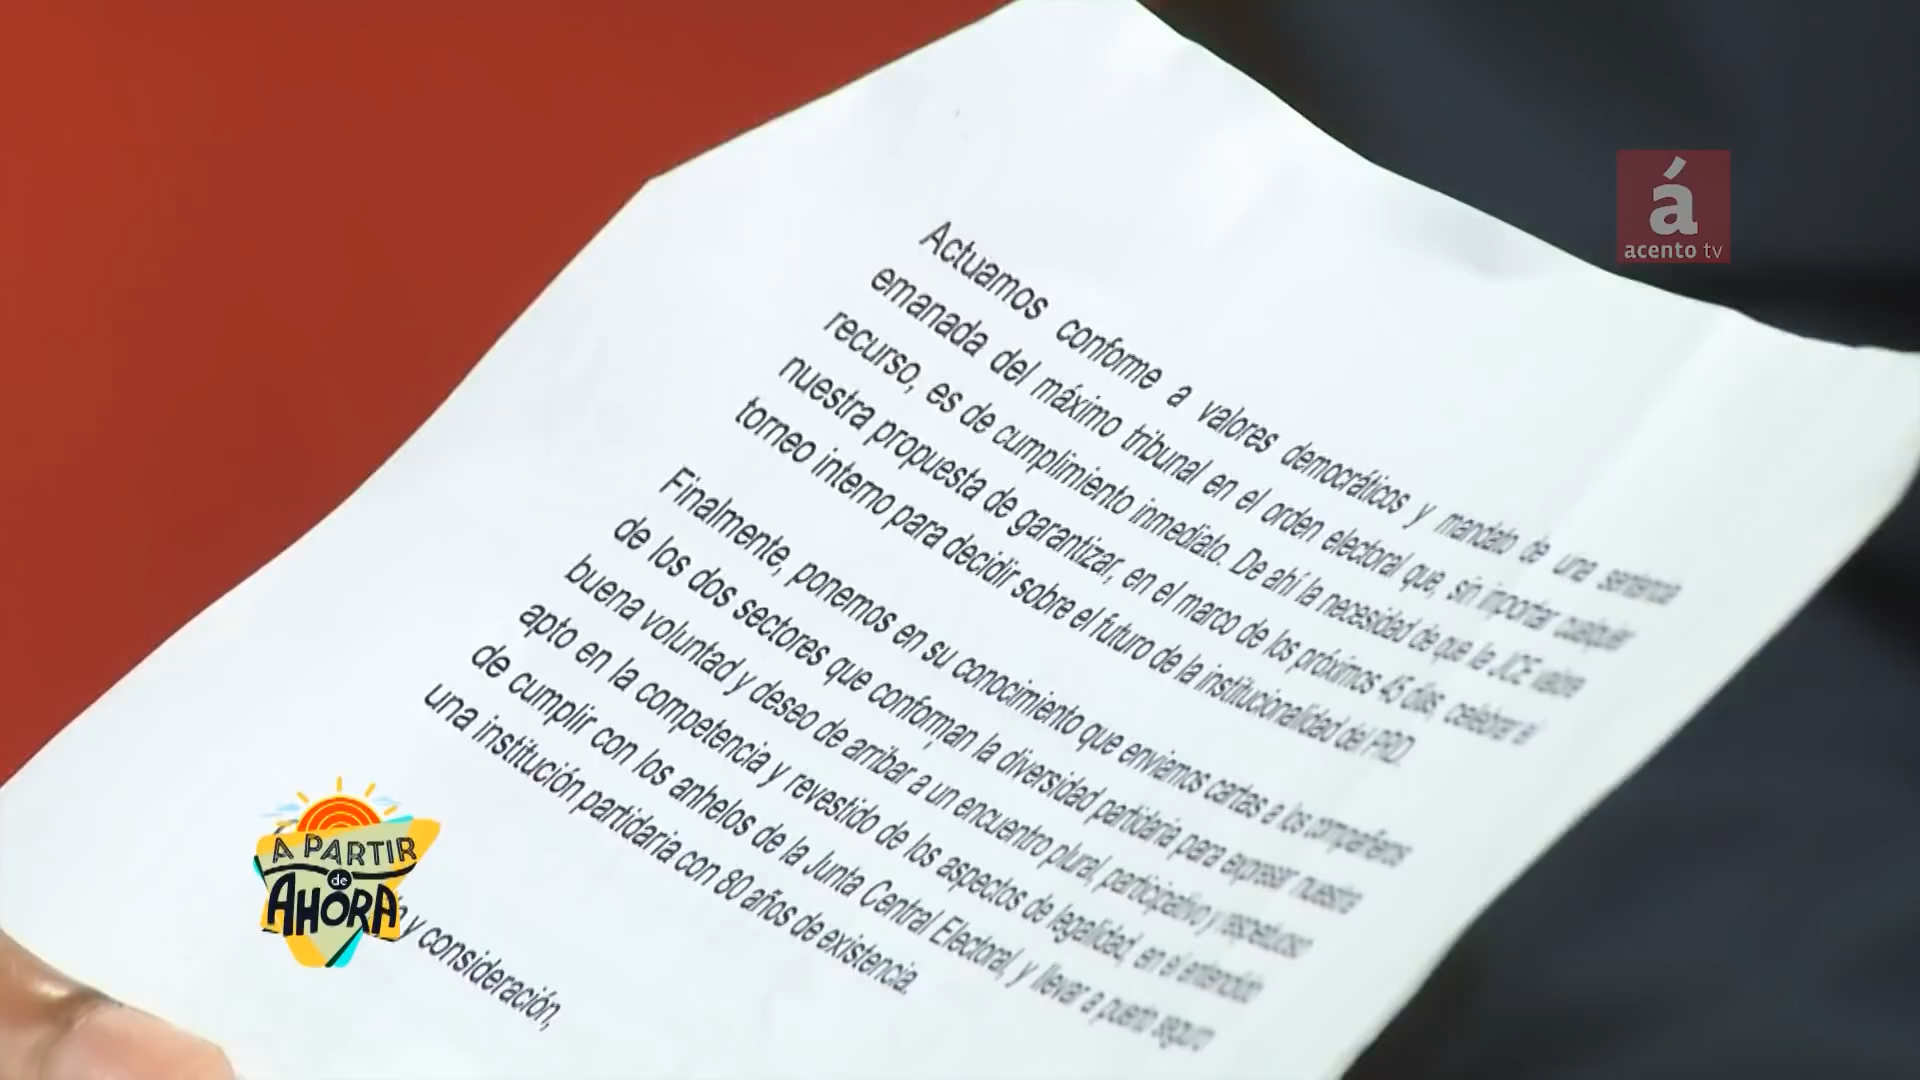 á
acento tv
Actuamos conforme a valores democráticos y mandato de una sentencia
emanada del máximo tribunal en el orden electoral que, sin importar cualquier
recurso, es de cumplimiento inmediato. De ahí la necesidad de que la JCE valore
nuestra propuesta de garantizar, en el marco de los próximos 45 días, celebrar el
torneo interno para decidir sobre el futuro de la institucionalidad del PRD.
Finalmente, ponemos en su conocimiento que enviamos cartas a los compañeros
de los dos sectores que conforman la diversidad partidaria para expresar nuestra
buena voluntad y deseo de arribar a un encuentro plural, participativo y respetuoso
apto en la competencia y revestido de los aspectos de legalidad, en el entendido
de cumplir con los anhelos de la Junta Central Electoral, y llevar a puerto seguro
una institución partidaria con 80 años de existencia.
y consideración,
A PARTIR
de
AHORA